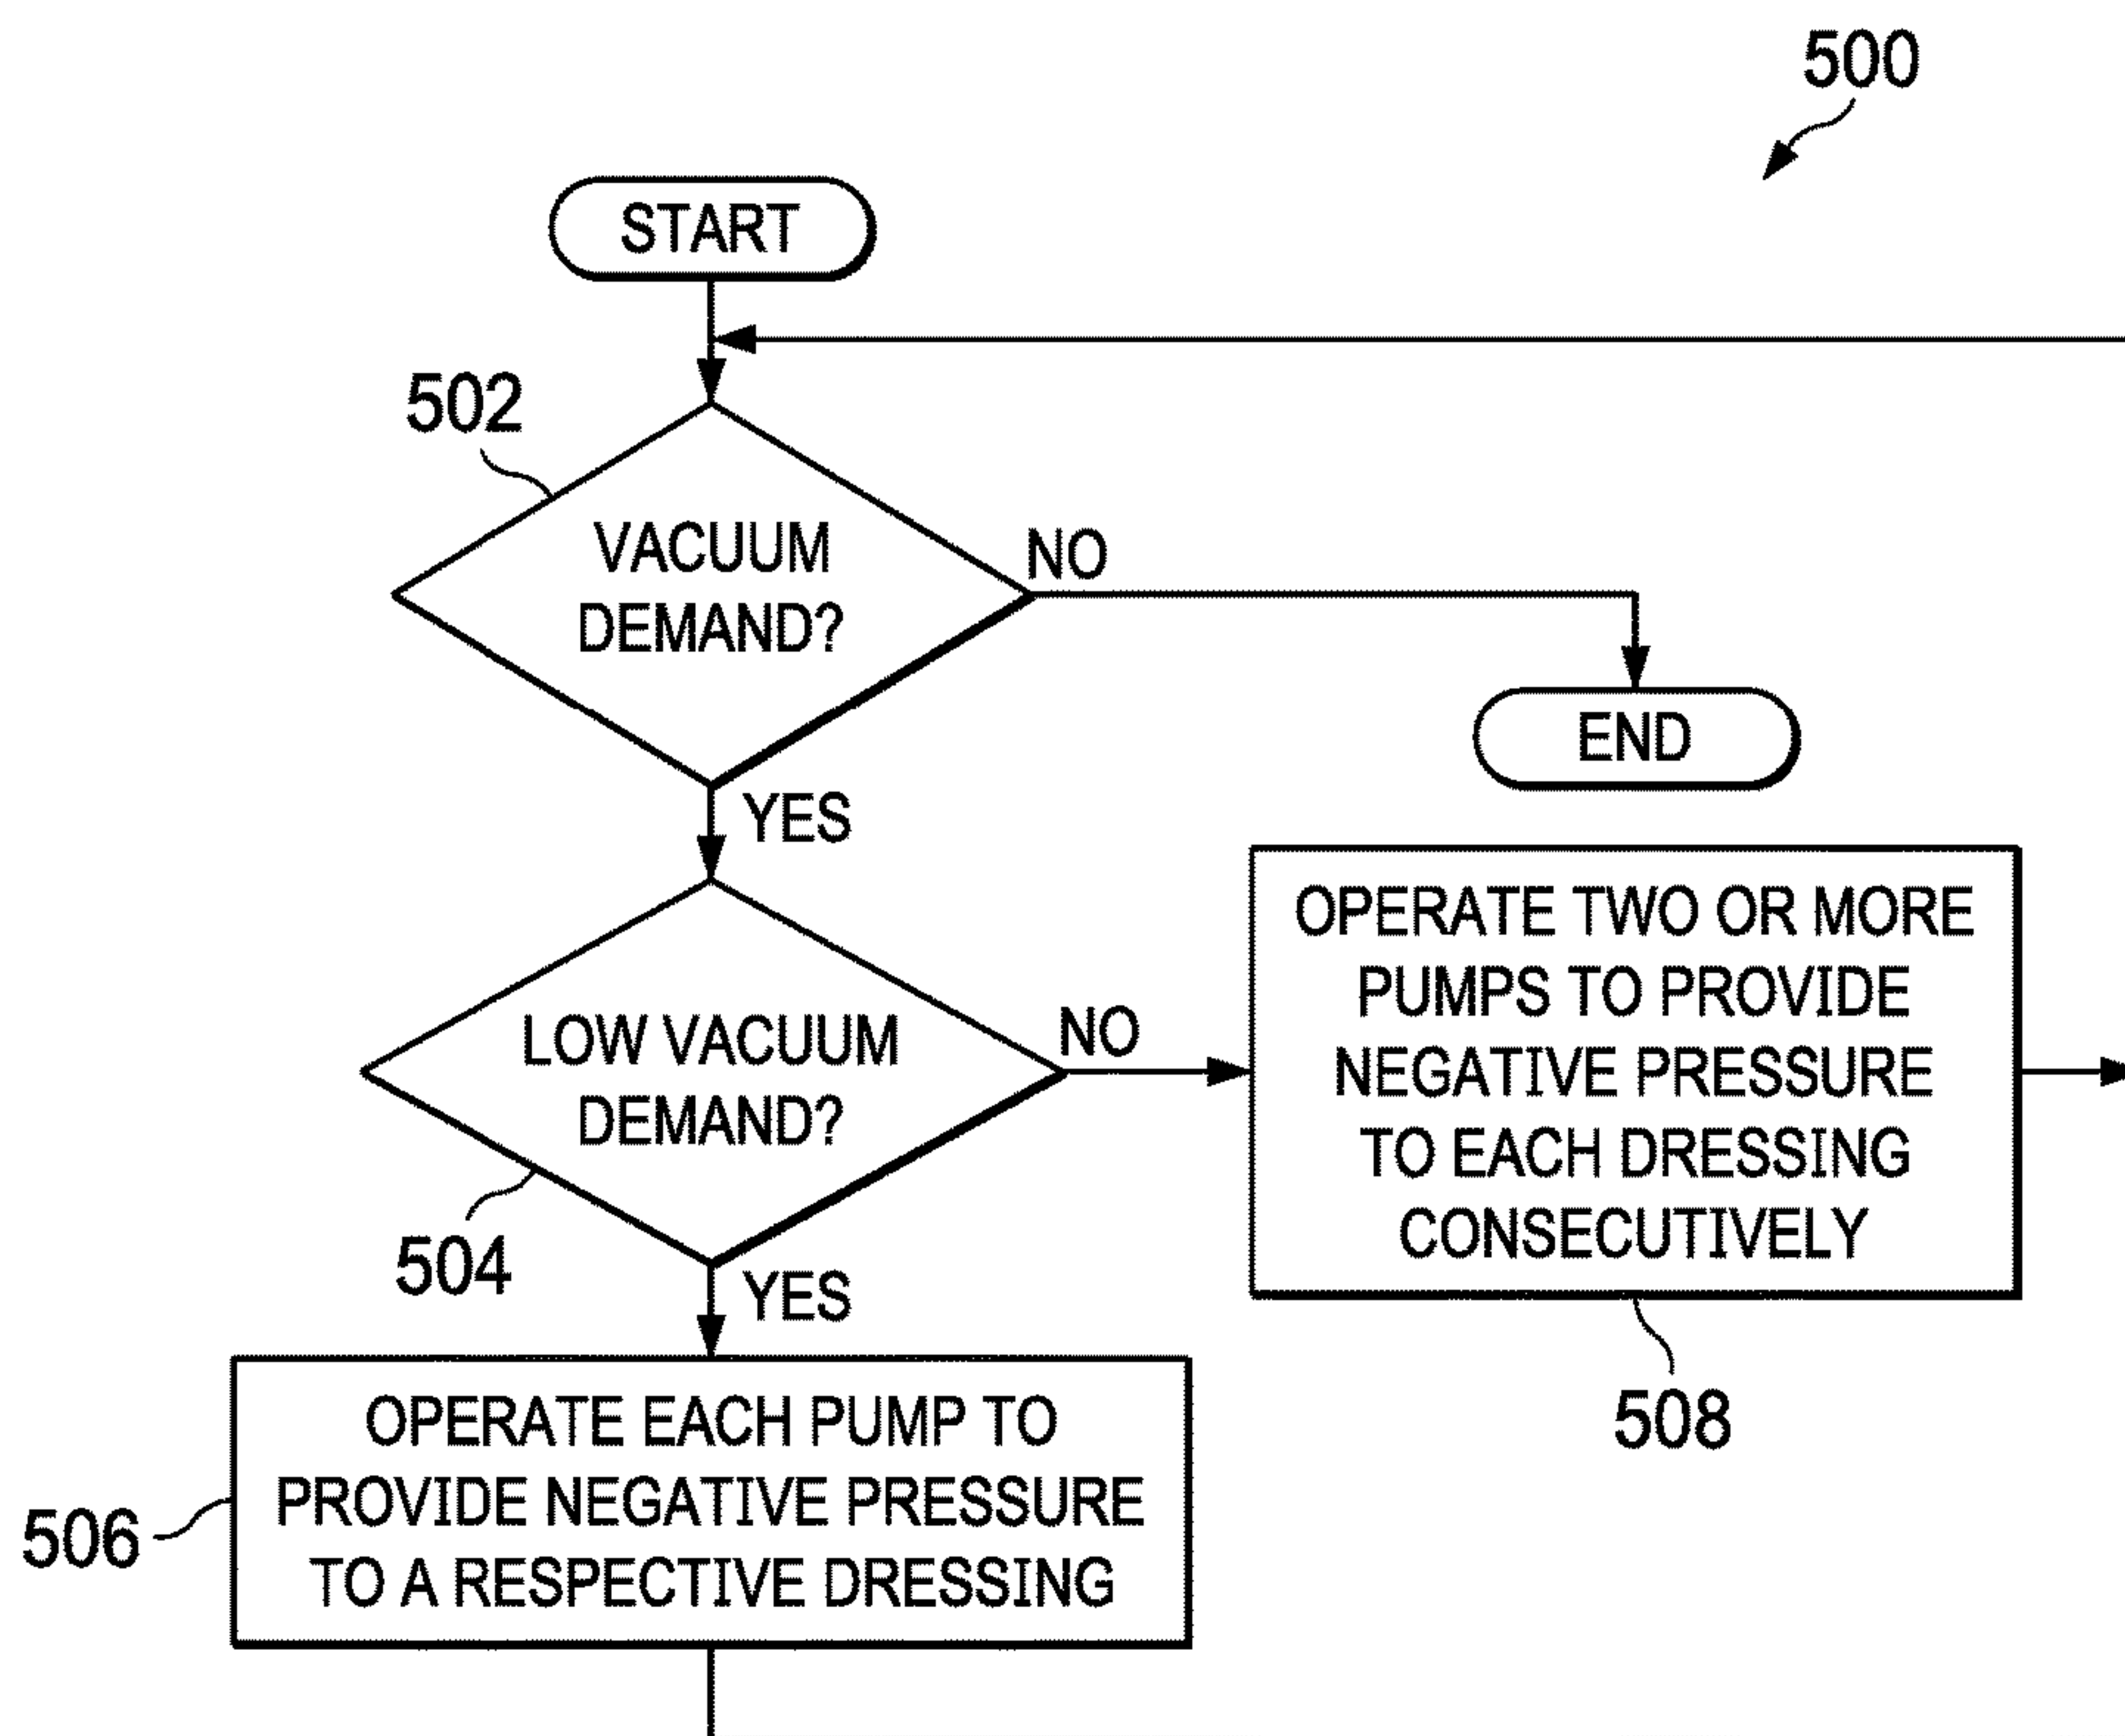 500
START
502
VACUUM
DEMAND?
NO
END
YES
LOW VACUUM
DEMAND?
NO
504
YES
OPERATE TWO OR MORE
PUMPS TO PROVIDE
NEGATIVE PRESSURE
TO EACH DRESSING
CONSECUTIVELY
508
OPERATE EACH PUMP TO
PROVIDE NEGATIVE PRESSURE
TO A RESPECTIVE DRESSING
506